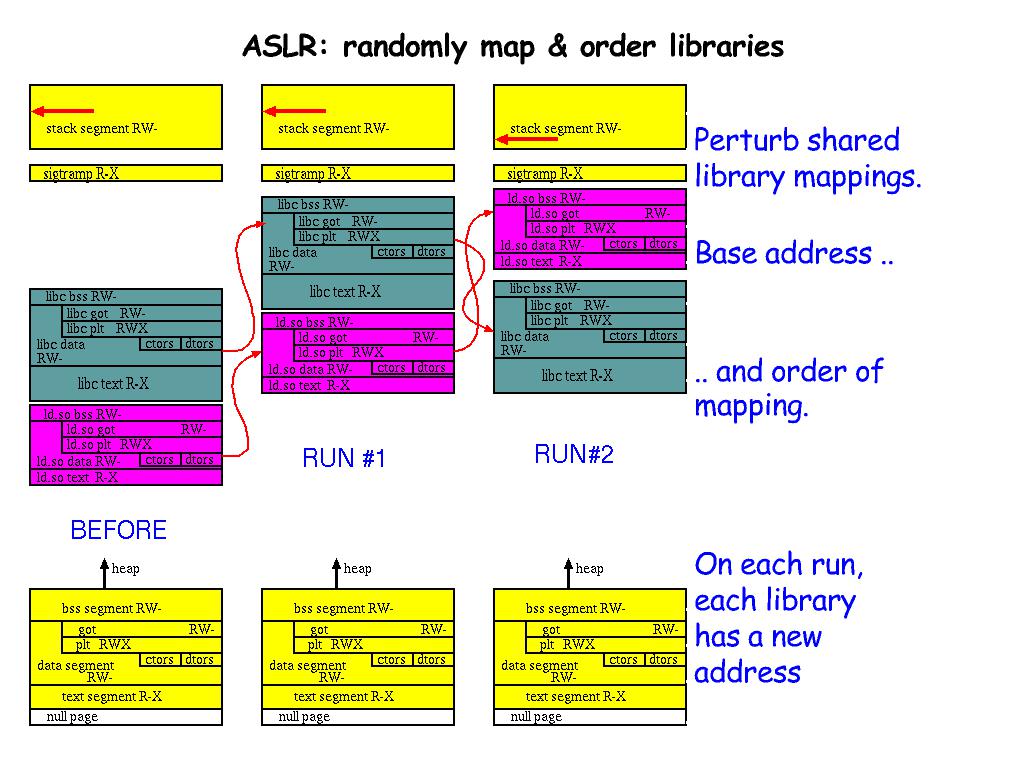 ASLR: randomly map & order libraries
stack segment RW-
sigtramp R-X
libc bss RW-
libc got RW-
libc plt RWX
libc data
RW-
ctors dtors
libc text R-X
ld.so bss RW-
ld.so got RW-
ld.so plt RWX
ld.so data RW- ctors dtors
ld.so text R-X
BEFORE
heap
bss segment RW-
got RW-
plt RWX
ctors dtors
data segment
RW-
text segment R-X
null page
stack segment RW-
sigtramp R-X
libc bss RW-
libc got RW-
libc plt RWX
libc data
RW-
ctors dtors
libc text R-X
ld.so bss RW-
ld.so got RW-
ld.so plt RWX
ld.so data RW- ctors dtors
ld.so text R-X
RUN #1
heap
bss segment RW-
got RW-
plt RWX
ctors dtors
data segment
RW-
text segment R-X
null page
stack segment RW-
sigtramp R-X
ld.so bss RW-
ld.so got RW-
ld.so plt RWX
ld.so data RW- ctors dtors
ld.so text R-X
libc bss RW-
libc got RW-
libc plt RWX
libc data
RW-
ctors dtors
libc text R-X
RUN#2
heap
bss segment RW-
got RW-
plt RWX
ctors dtors
data segment
RW-
text segment R-X
null page
Perturb shared
library mappings.
Base address ..
.. and order of
mapping.
On each run,
each library
has a new
address